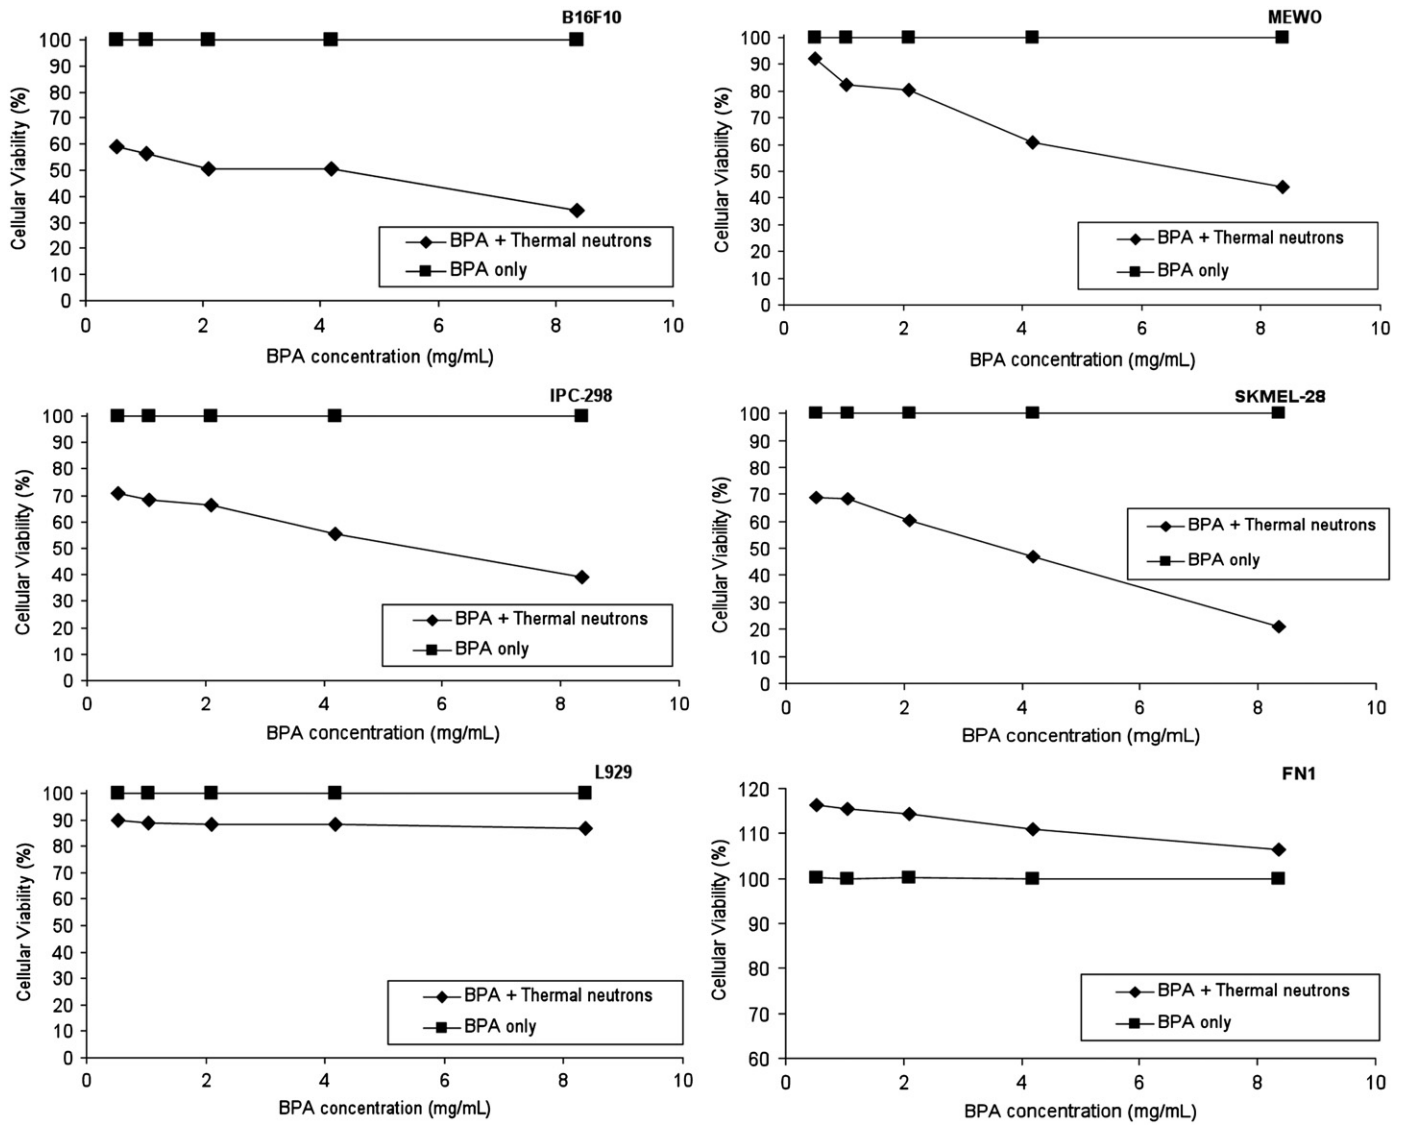 B16F10
100
90
80
70
60
50
40
30
20
10
0
Cellular Viability (%)
BPA + Thermal neutrons
BPA only
0 2 4 6 8 10
BPA concentration (mg/mL)
MEWO
100
90
80
70
60
50
40
30
20
10
0
Cellular Viability (%)
BPA + Thermal neutrons
BPA only
0 2 4 6 8 10
BPA concentration (mg/mL)
IPC-298
100
90
80
70
60
50
40
30
20
10
0
Cellular Viability (%)
BPA + Thermal neutrons
BPA only
0 2 4 6 8 10
BPA concentration (mg/mL)
SKMEL-28
100
90
80
70
60
50
40
30
20
10
0
Cellular Viability (%)
BPA + Thermal neutrons
BPA only
0 2 4 6 8 10
BPA concentration (mg/mL)
L929
100
90
80
70
60
50
40
30
20
10
0
Cellular Viability (%)
BPA + Thermal neutrons
BPA only
0 2 4 6 8 10
BPA concentration (mg/mL)
FN1
120
110
100
90
80
70
60
Cellular Viability (%)
BPA + Thermal neutrons
BPA only
0 2 4 6 8 10
BPA concentration (mg/mL)